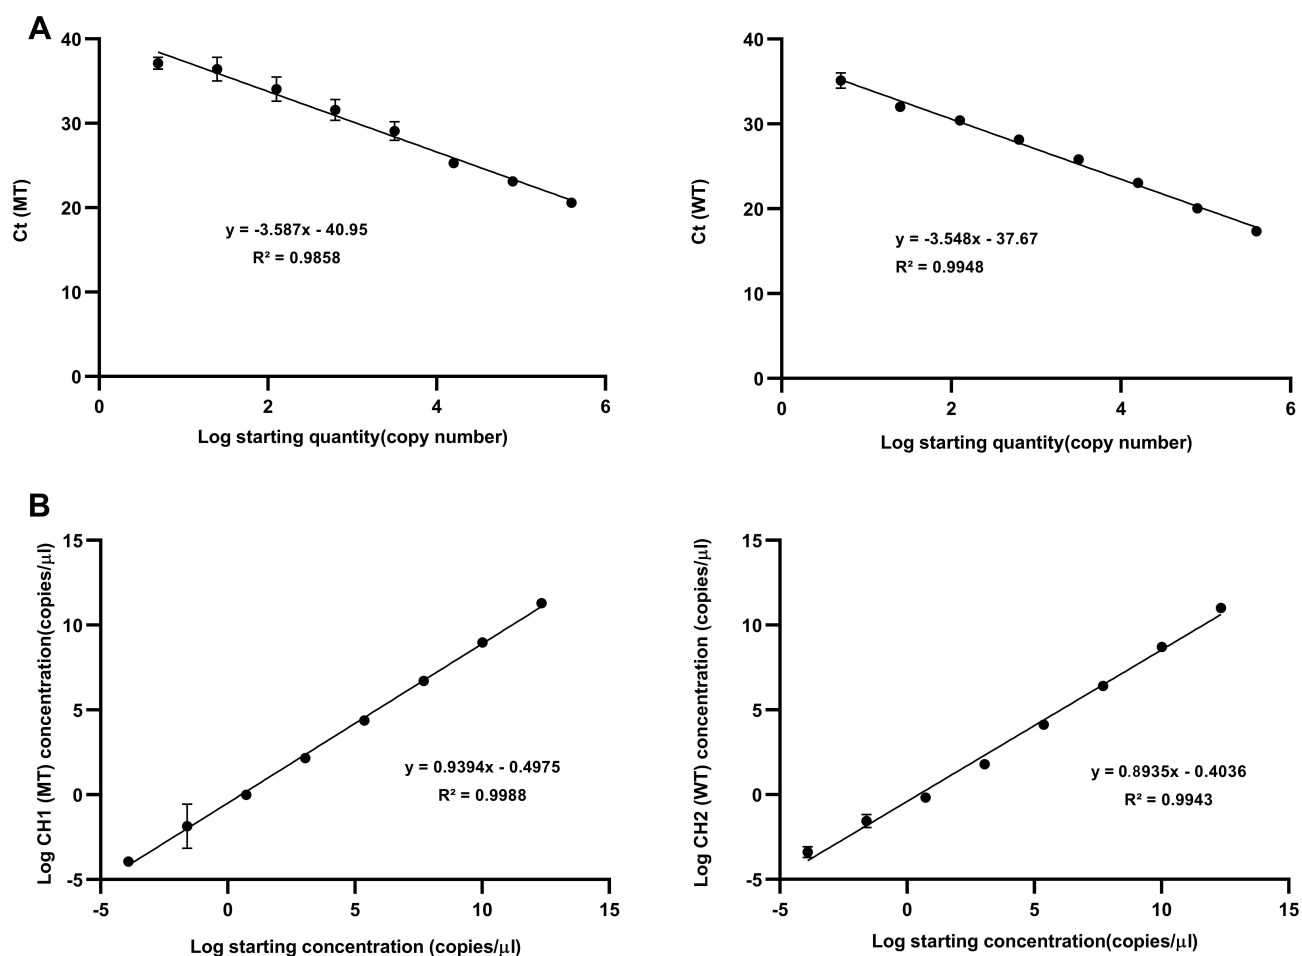 A
40
30
20
10
0
0 2 4 6
Ct (MT)
y = -3.587x - 40.95
R² = 0.9858
Log starting quantity(copy number)
40
30
20
10
0
0 2 4 6
Ct (WT)
y = -3.548x - 37.67
R² = 0.9948
Log starting quantity(copy number)
B
15
10
5
0
-5
-5 0 5 10 15
Log CH1 (MT) concentration(copies/μl)
y = 0.9394x - 0.4975
R² = 0.9988
Log starting concentration (copies/μl)
15
10
5
0
-5
-5 0 5 10 15
Log CH2 (WT) concentration (copies/μl)
y = 0.8935x - 0.4036
R² = 0.9943
Log starting concentration(copies/μl)